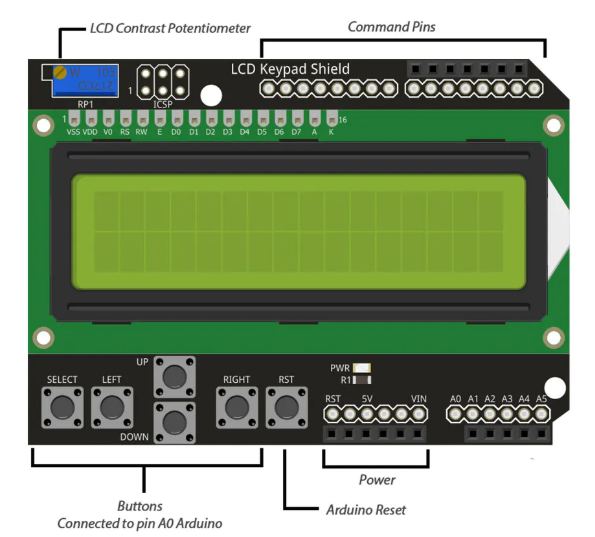 LCD Contrast Potentiometer
Command Pins
LCD Keypad Shield
W 103
RP1
1
ICSP
1 VSS VDD V0 RS RW E D0 D1 D2 D3 D4 D5 D6 D7 A K 16
UP
PWR
R1
SELECT LEFT RIGHT RST
RST 5V VIN
A0 A1 A2 A3 A4 A5
DOWN
Power
Buttons
Connected to pin A0 Arduino
Arduino Reset